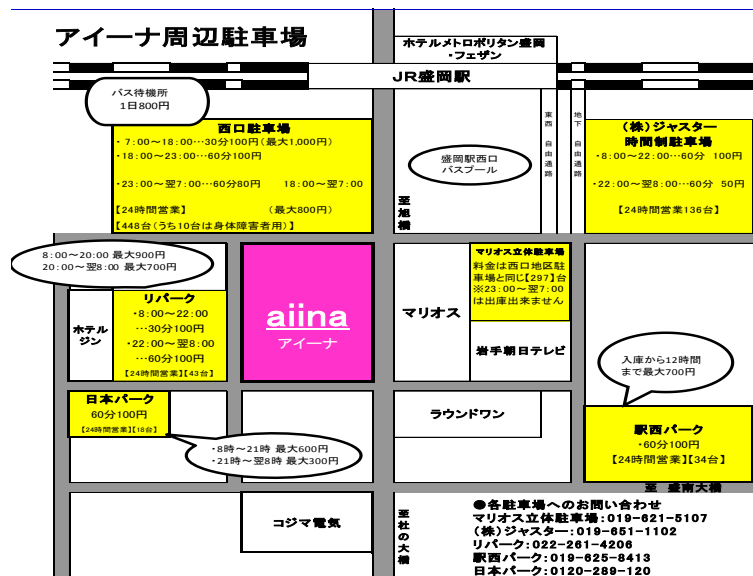 アイーナ周辺駐車場
ホテルメトロポリタン盛岡
・フェザン
JR盛岡駅
バス待機所
1日800円
西口駐車場
・7:00～18:00…30分100円(最大1,000円)
・18:00～23:00…60分100円
・23:00～翌7:00…60分80円　18:00～翌7:00
【24時間営業】　(最大800円)
【448台(うち10台は身体障害者用)】
盛岡駅西口
バスプール
東西 自由通路
地下 自由通路
(株)ジャスター
時間制駐車場
・8:00～22:00…60分 100円
・22:00～翌8:00…60分 50円
【24時間営業136台】
至旭橋
8:00～20:00 最大900円
20:00～翌8:00 最大700円
ホテル
ジン
リパーク
・8:00～22:00
…30分100円
・22:00～翌8:00
…60分100円
【24時間営業】【43台】
aiina
アイーナ
マリオス
マリオス立体駐車場
料金は西口地区駐
車場と同じ【297】台
※23:00～翌7:00
は出庫出来ません
岩手朝日テレビ
入庫から12時間
まで最大700円
日本パーク
60分100円
【24時間営業】【18台】
・8時～21時 最大600円
・21時～翌8時 最大300円
ラウンドワン
駅西パーク
・60分100円
【24時間営業】【34台】
至 盛南大橋
コジマ電気
至杜の大橋
●各駐車場へのお問い合わせ
マリオス立体駐車場:019-621-5107
(株)ジャスター:019-651-1102
リパーク:022-261-4206
駅西パーク:019-625-8413
日本パーク:0120-289-120